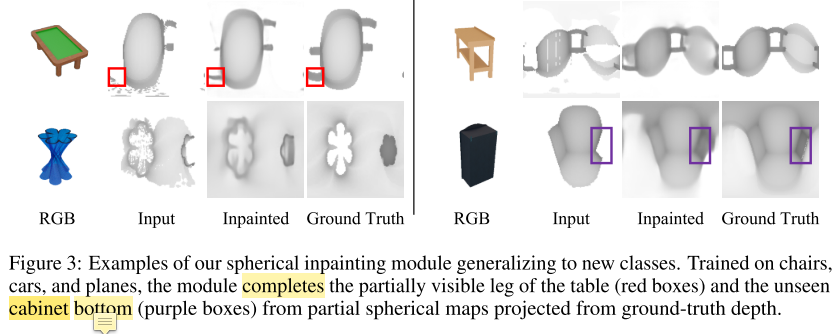 RGB Input Inpainted Ground Truth RGB Input Inpainted Ground Truth
Figure 3: Examples of our spherical inpainting module generalizing to new classes. Trained on chairs,
cars, and planes, the module completes the partially visible leg of the table (red boxes) and the unseen
cabinet bottom (purple boxes) from partial spherical maps projected from ground-truth depth.